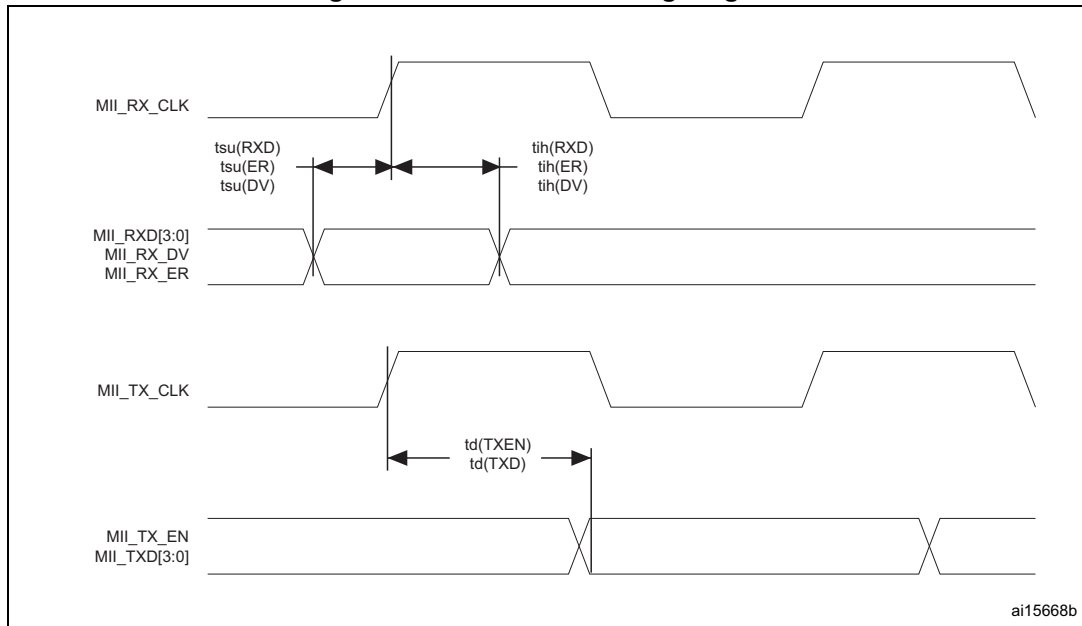 MII_RX_CLK
tsu(RXD)
tsu(ER)
tsu(DV)
tih(RXD)
tih(ER)
tih(DV)
MII_RXD[3:0]
MII_RX_DV
MII_RX_ER
MII_TX_CLK
td(TXEN)
td(TXD)
MII_TX_EN
MII_TXD[3:0]
ai15668b